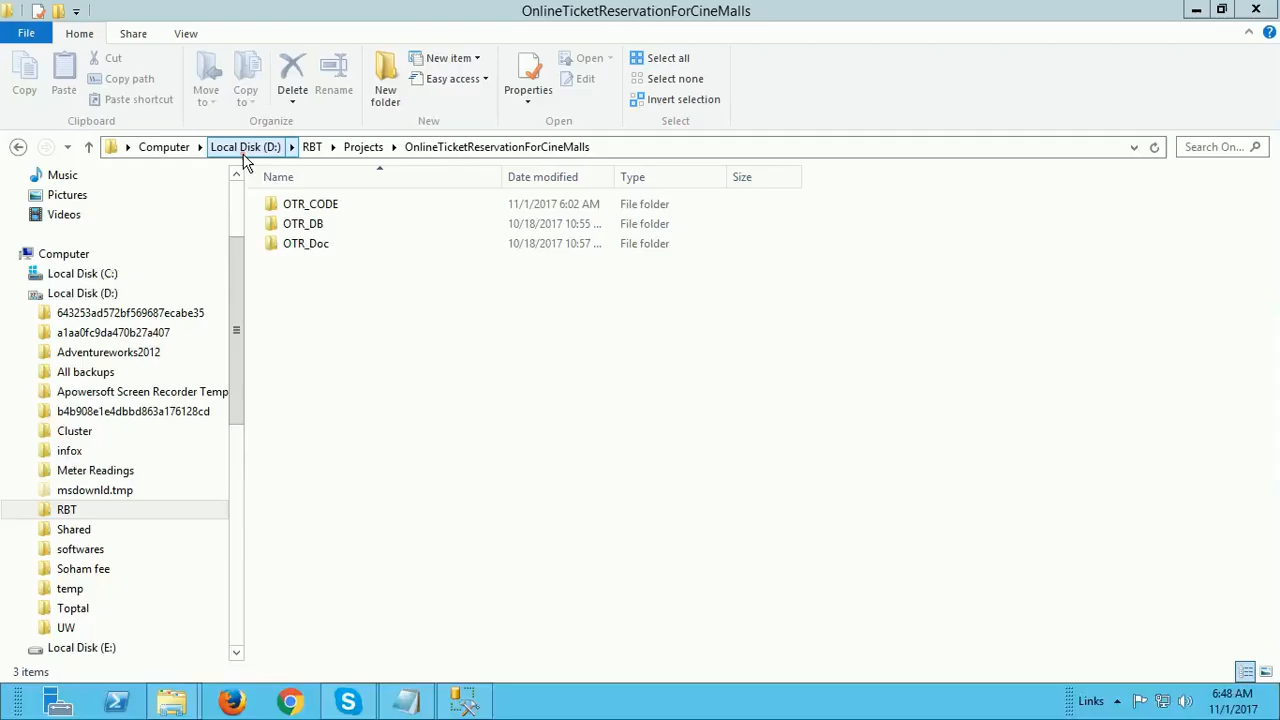 OnlineTicketReservationForCineMalls
File Home Share View
Copy
Paste
Cut
Copy path
Paste shortcut
Clipboard
Move to
Copy to
Delete
Rename
Organize
New folder
New item
Easy access
New
Properties
Open
Edit
Open
Select all
Select none
Invert selection
Select
Computer Local Disk (D:) RBT Projects OnlineTicketReservationForCineMalls
Search On...
Music
Pictures
Videos
Computer
Local Disk (C:)
Local Disk (D:)
643253ad572bf569687ecabe35
a1aa0fc9da470b27a407
Adventureworks2012
All backups
Apowersoft Screen Recorder Temp
b4b908e1e4dbbd863a176128cd
Cluster
infox
Meter Readings
msdownld.tmp
RBT
Shared
softwares
Soham fee
temp
Toptal
UW
Local Disk (E:)
Name Date modified Type Size
OTR_CODE 11/1/2017 6:02 AM File folder
OTR_DB 10/18/2017 10:55 ... File folder
OTR_Doc 10/18/2017 10:57 ... File folder
3 items
Links
6:48 AM
11/1/2017